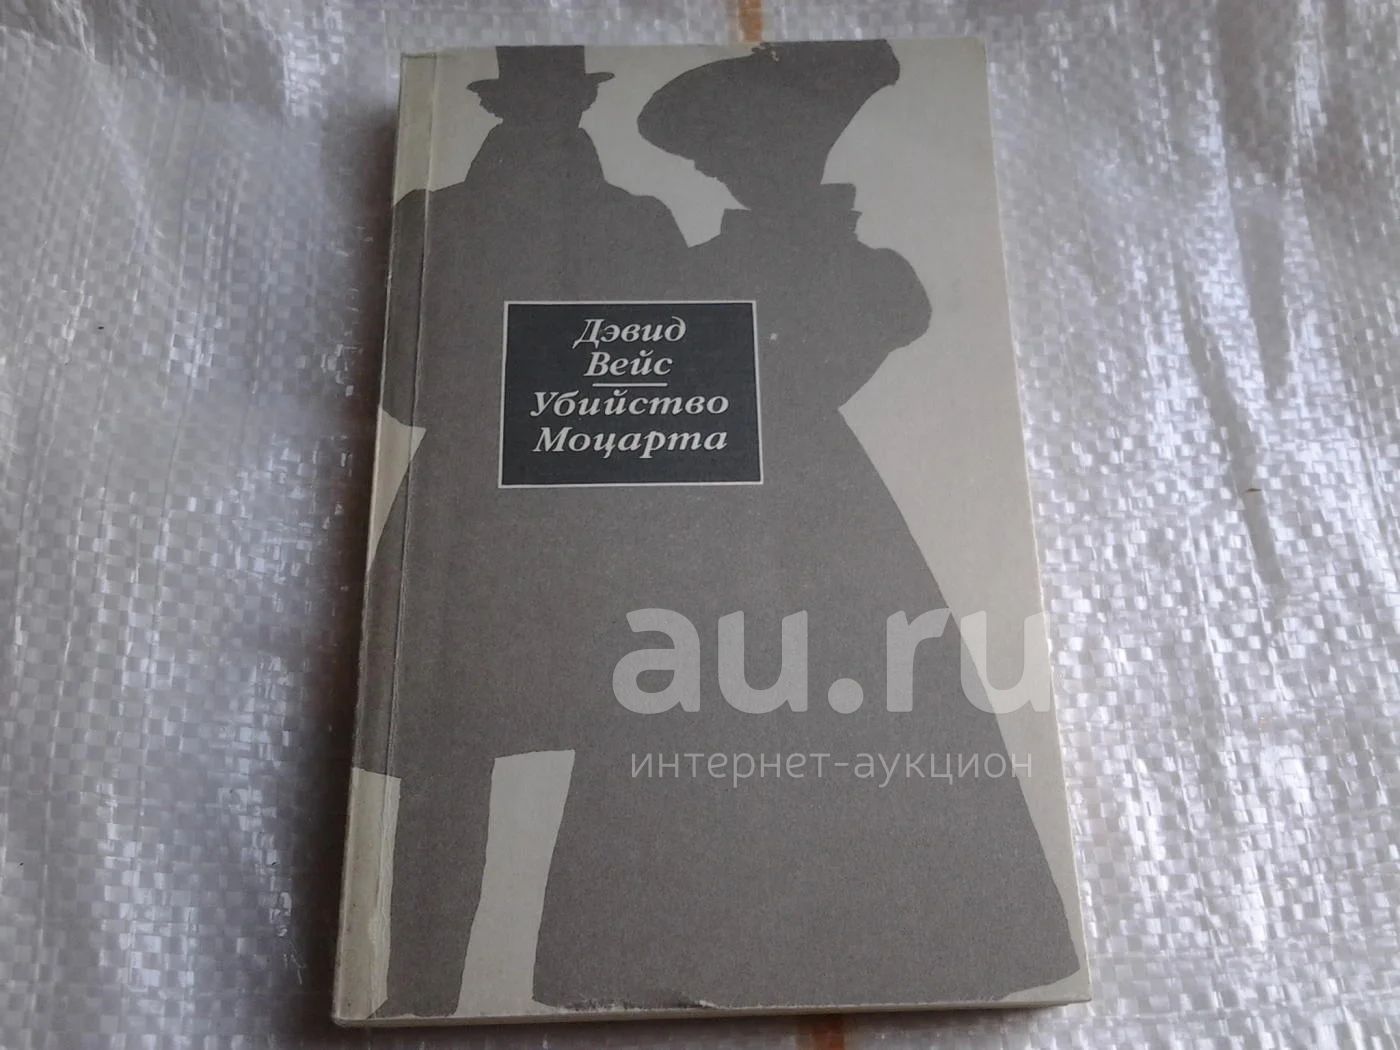 Дэвид
Вейс
Убийство
Моцарта
au.ru
интернет-аукцион